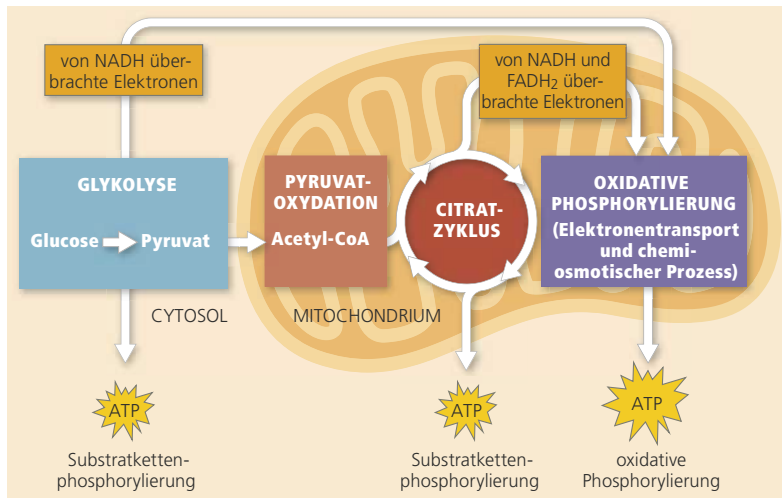 von NADH über-
brachte Elektronen
von NADH und
FADH₂ über-
brachte Elektronen
GLYKOLYSE
Glucose
Pyruvat
PYRUVAT-
OXYDATION
Acetyl-CoA
CITRAT-
ZYKLUS
OXIDATIVE
PHOSPHORYLIERUNG
(Elektronentransport
und chemi-
osmotischer Prozess)
CYTOSOL
MITOCHONDRIUM
ATP
Substratketten-
phosphorylierung
ATP
Substratketten-
phosphorylierung
ATP
oxidative
Phosphorylierung